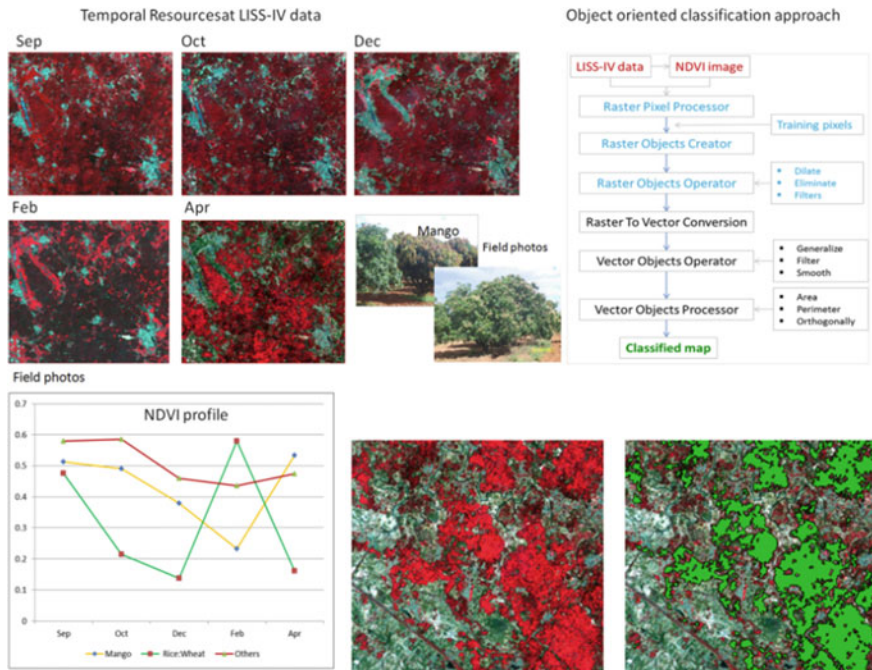 Temporal Resourcesat LISS-IV data
Object oriented classification approach
Sep
Oct
Dec
Feb
Apr
Mango
Field photos
LISS-IV data
NDVI image
Raster Pixel Processor
Training pixels
Raster Objects Creator
Raster Objects Operator
• Dilate
• Eliminate
• Filters
Raster To Vector Conversion
Vector Objects Operator
▪ Generalize
▪ Filter
▪ Smooth
Vector Objects Processor
▪ Area
▪ Perimeter
▪ Orthogonally
Classified map
Field photos
NDVI profile
0.7
0.6
0.5
0.4
0.3
0.2
0.1
0
Sep Oct Dec Feb Apr
Mango Rice:Wheat Others